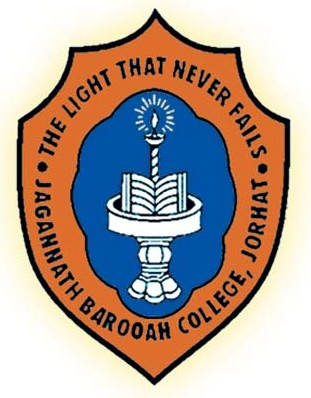 • THE LIGHT THAT NEVER FAILS •
JAGANNATH BAROOAH COLLEGE, JORHAT